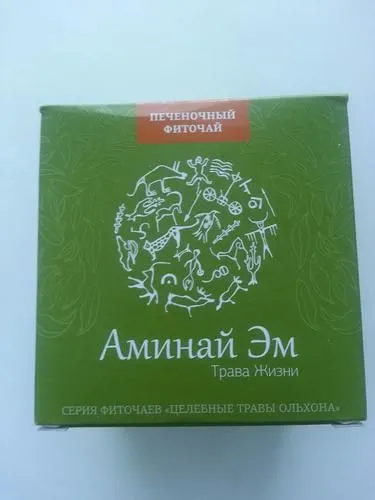 ПЕЧЕНОЧНЫЙ
ФИТОЧАЙ
Аминай Эм
Трава Жизни
СЕРИЯ ФИТОЧАЕВ «ЦЕЛЕБНЫЕ ТРАВЫ ОЛЬХОНА»